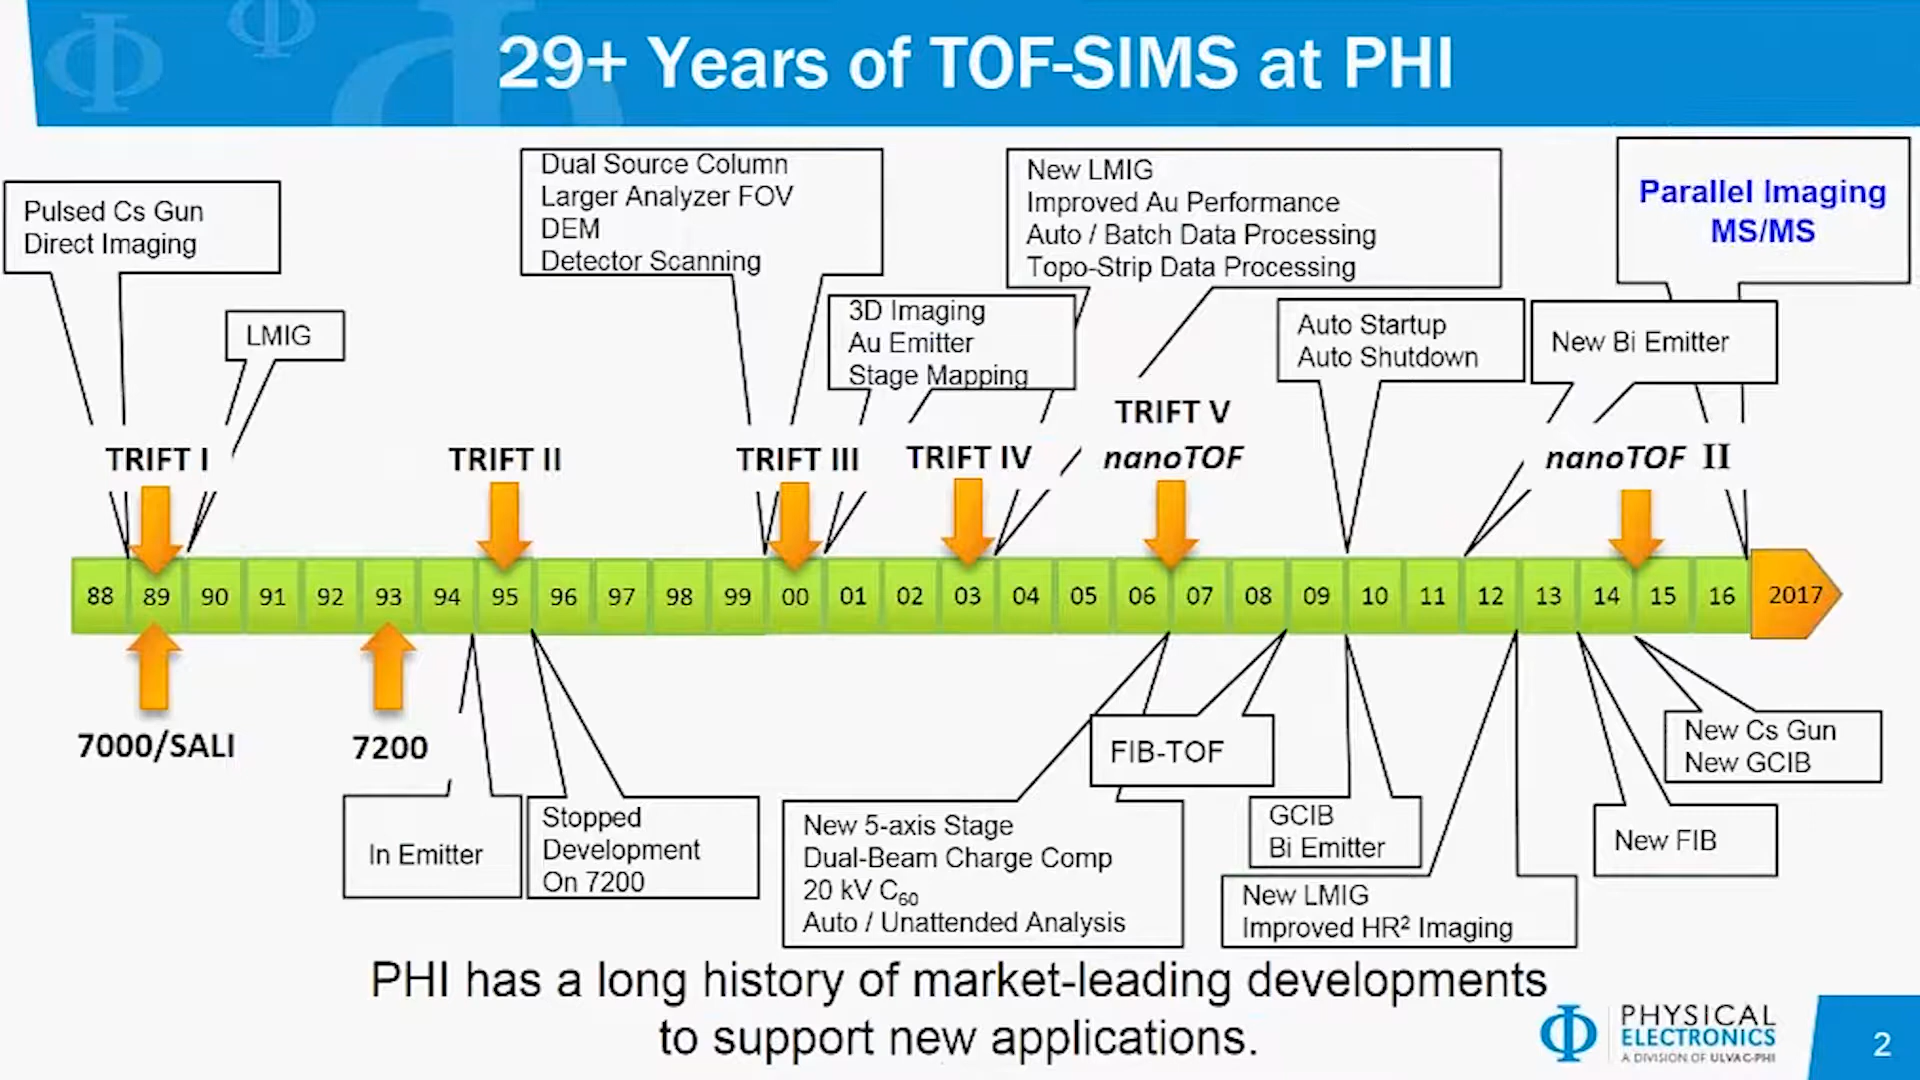 29+ Years of TOF-SIMS at PHI
Pulsed Cs Gun
Direct Imaging
LMIG
Dual Source Column
Larger Analyzer FOV
DEM
Detector Scanning
3D Imaging
Au Emitter
Stage Mapping
New LMIG
Improved Au Performance
Auto / Batch Data Processing
Topo-Strip Data Processing
Auto Startup
Auto Shutdown
Parallel Imaging
MS/MS
New Bi Emitter
TRIFT I
TRIFT II
TRIFT III
TRIFT IV
TRIFT V
nanoTOF
nanoTOF II
88 89 90 91 92 93 94 95 96 97 98 99 00 01 02 03 04 05 06 07 08 09 10 11 12 13 14 15 16 2017
7000/SALI
7200
In Emitter
Stopped
Development
On 7200
New 5-axis Stage
Dual-Beam Charge Comp
20 kV C₆₀
Auto / Unattended Analysis
FIB-TOF
GCIB
Bi Emitter
New LMIG
Improved HR² Imaging
New FIB
New Cs Gun
New GCIB
PHI has a long history of market-leading developments
to support new applications.
PHYSICAL
ELECTRONICS
A DIVISION OF ULVAC-PHI
2